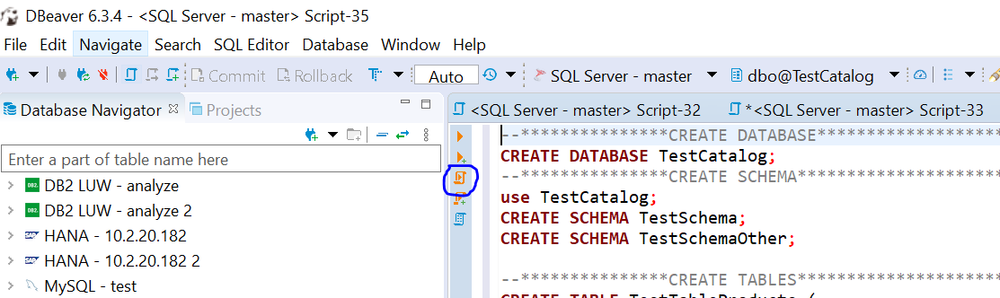 DBeaver 6.3.4 - <SQL Server - master> Script-35
File Edit Navigate Search SQL Editor Database Window Help
Commit Rollback Auto SQL Server - master dbo@TestCatalog
Database Navigator Projects
Enter a part of table name here
DB2 LUW - analyze
DB2 LUW - analyze 2
HANA - 10.2.20.182
HANA - 10.2.20.182 2
MySQL - test
<SQL Server - master> Script-32 *<SQL Server - master> Script-33
--****************CREATE DATABASE********************
CREATE DATABASE TestCatalog;
--****************CREATE SCHEMA**********************
use TestCatalog;
CREATE SCHEMA TestSchema;
CREATE SCHEMA TestSchemaOther;
--****************CREATE TABLES**********************
CREATE TABLE TestTableProducts (